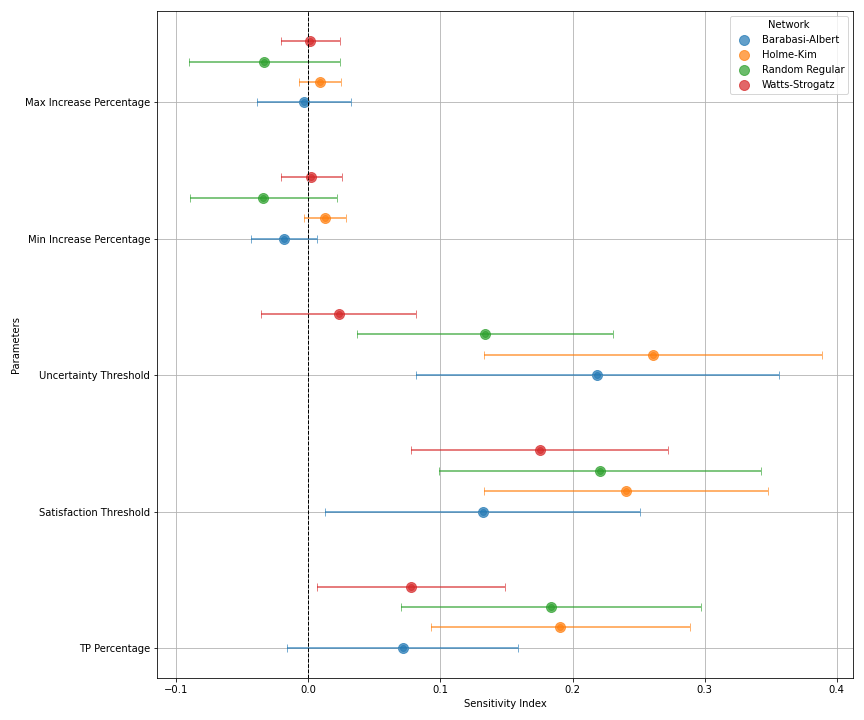 Network
Barabasi-Albert
Holme-Kim
Random Regular
Watts-Strogatz
Max Increase Percentage
Min Increase Percentage
Parameters
Uncertainty Threshold
Satisfaction Threshold
TP Percentage
−0.1 0.0 0.1 0.2 0.3 0.4
Sensitivity Index